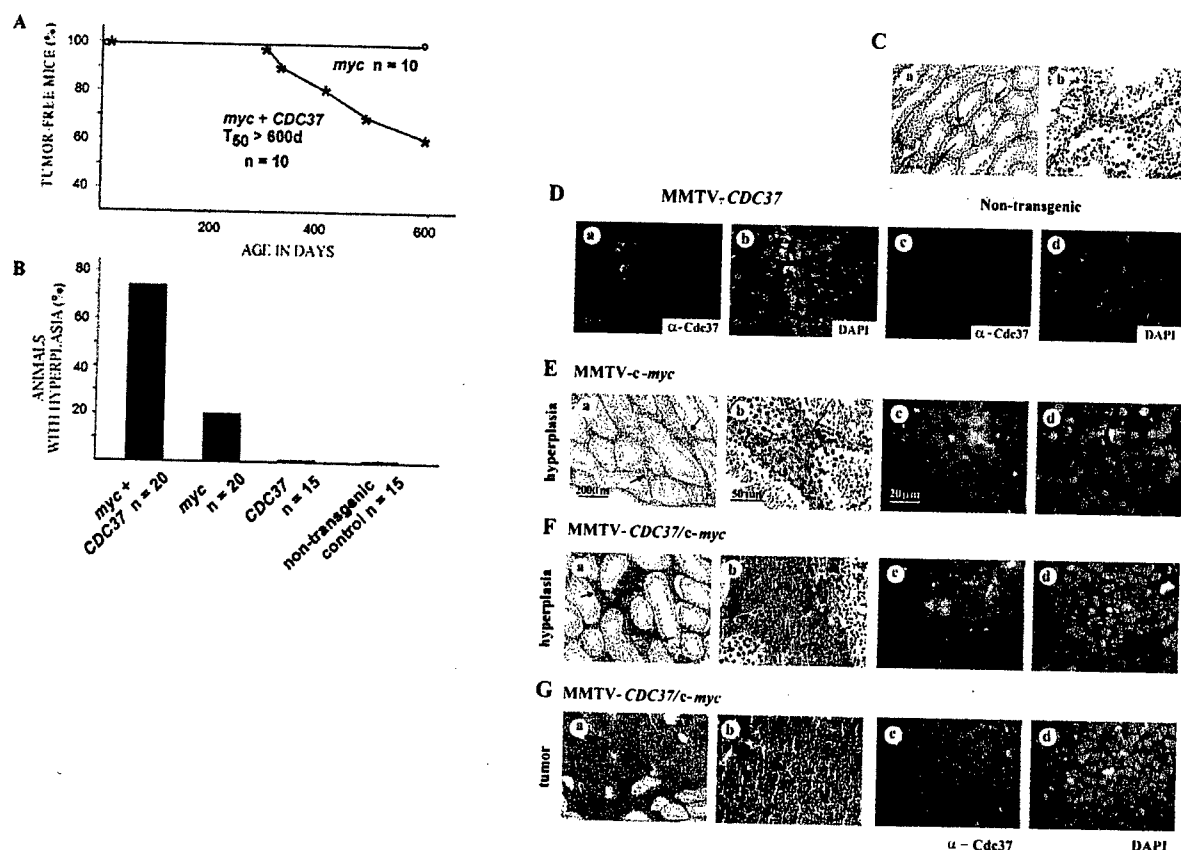 A
TUMOR-FREE MICE (%)
100
80
60
40
myc n = 10
myc + CDC37
T50 > 600d
n = 10
200
400
600
AGE IN DAYS
B
ANIMALS
WITH HYPERPLASIA (%)
80
60
40
20
myc +
CDC37 n = 20
myc
n = 20
CDC37
n = 15
non-transgenic
control n = 15
C
a
b
D
MMTV-CDC37
Non-transgenic
a
b
c
d
α-Cdc37
DAPI
α-Cdc37
DAPI
E MMTV-c-myc
hyperplasia
a
b
c
d
200μm
50μm
20μm
F MMTV-CDC37/c-myc
hyperplasia
a
b
c
d
G MMTV-CDC37/c-myc
tumor
a
b
c
d
α - Cdc37
DAPI